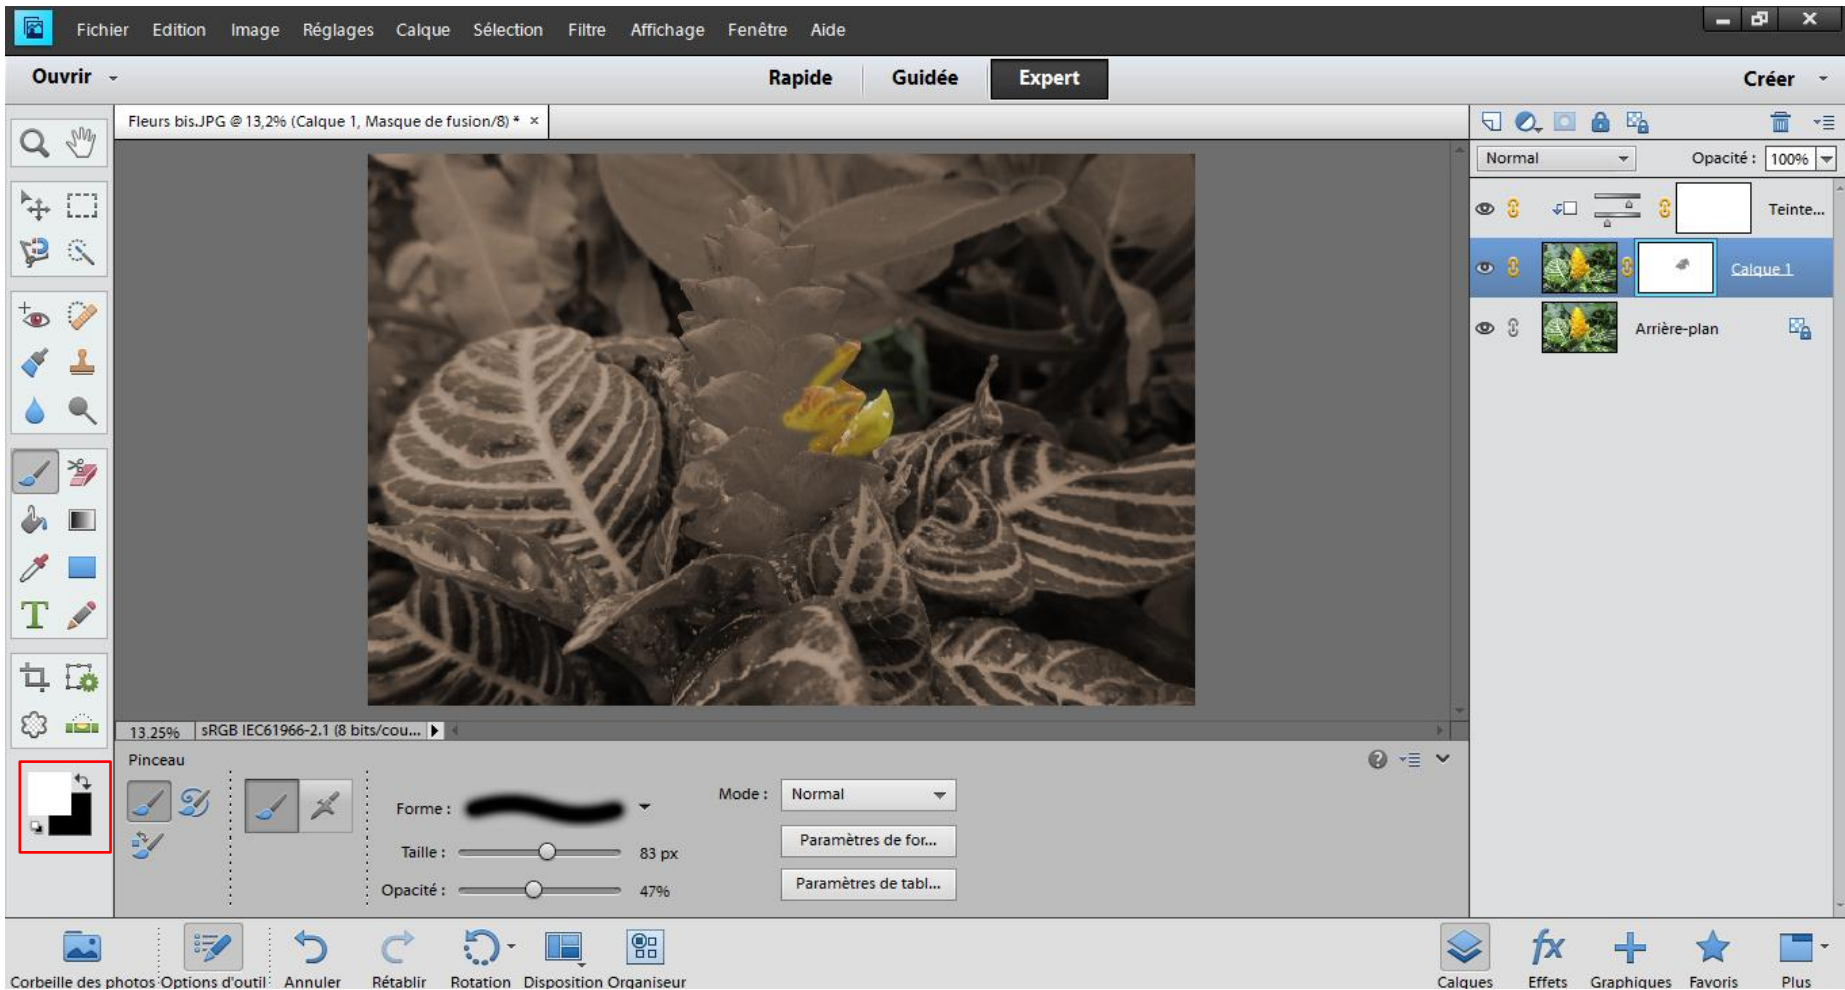 Fichier Edition Image Réglages Calque Sélection Filtre Affichage Fenêtre Aide
Ouvrir Rapide Guidée Expert Créer
Fleurs bis.JPG @ 13,2% (Calque 1, Masque de fusion/8) * ×
Normal Opacité : 100%
Teinte...
Calque 1
Arrière-plan
13.25% sRGB IEC61966-2.1 (8 bits/cou...
Pinceau
Forme : Mode : Normal
Taille : 83 px Paramètres de for...
Opacité : 47% Paramètres de tabl...
Corbeille des photos Options d'outil Annuler Rétablir Rotation Disposition Organiseur Calques Effets Graphiques Favoris Plus